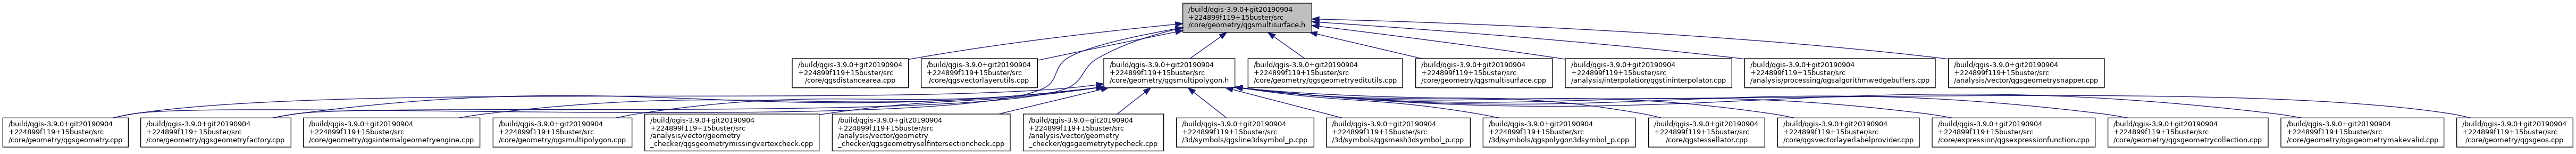 /build/qgis-3.9.0+git20190904
+224899f119+15buster/src
/core/geometry/qgsmultisurface.h
/build/qgis-3.9.0+git20190904
+224899f119+15buster/src
/core/qgsdistancearea.cpp
/build/qgis-3.9.0+git20190904
+224899f119+15buster/src
/core/qgsvectorlayerutils.cpp
/build/qgis-3.9.0+git20190904
+224899f119+15buster/src
/core/geometry/qgsmultipolygon.h
/build/qgis-3.9.0+git20190904
+224899f119+15buster/src
/core/geometry/qgsgeometryeditutils.cpp
/build/qgis-3.9.0+git20190904
+224899f119+15buster/src
/core/geometry/qgsmultisurface.cpp
/build/qgis-3.9.0+git20190904
+224899f119+15buster/src
/analysis/interpolation/qgstininterpolator.cpp
/build/qgis-3.9.0+git20190904
+224899f119+15buster/src
/analysis/processing/qgsalgorithmwedgebuffers.cpp
/build/qgis-3.9.0+git20190904
+224899f119+15buster/src
/analysis/vector/qgsgeometrysnapper.cpp
/build/qgis-3.9.0+git20190904
+224899f119+15buster/src
/core/geometry/qgsgeometry.cpp
/build/qgis-3.9.0+git20190904
+224899f119+15buster/src
/core/geometry/qgsgeometryfactory.cpp
/build/qgis-3.9.0+git20190904
+224899f119+15buster/src
/core/geometry/qgsinternalgeometryengine.cpp
/build/qgis-3.9.0+git20190904
+224899f119+15buster/src
/core/geometry/qgsmultipolygon.cpp
/build/qgis-3.9.0+git20190904
+224899f119+15buster/src
/analysis/vector/geometry
_checker/qgsgeometrymissingvertexcheck.cpp
/build/qgis-3.9.0+git20190904
+224899f119+15buster/src
/analysis/vector/geometry
_checker/qgsgeometryselfintersectioncheck.cpp
/build/qgis-3.9.0+git20190904
+224899f119+15buster/src
/analysis/vector/geometry
_checker/qgsgeometrytypecheck.cpp
/build/qgis-3.9.0+git20190904
+224899f119+15buster/src
/3d/symbols/qgsline3dsymbol_p.cpp
/build/qgis-3.9.0+git20190904
+224899f119+15buster/src
/3d/symbols/qgsmesh3dsymbol_p.cpp
/build/qgis-3.9.0+git20190904
+224899f119+15buster/src
/3d/symbols/qgspolygon3dsymbol_p.cpp
/build/qgis-3.9.0+git20190904
+224899f119+15buster/src
/core/qgstessellator.cpp
/build/qgis-3.9.0+git20190904
+224899f119+15buster/src
/core/qgsvectorlayerlabelprovider.cpp
/build/qgis-3.9.0+git20190904
+224899f119+15buster/src
/core/expression/qgsexpressionfunction.cpp
/build/qgis-3.9.0+git20190904
+224899f119+15buster/src
/core/geometry/qgsgeometrycollection.cpp
/build/qgis-3.9.0+git20190904
+224899f119+15buster/src
/core/geometry/qgsgeometrymakevalid.cpp
/build/qgis-3.9.0+git20190904
+224899f119+15buster/src
/core/geometry/qgsgeos.cpp